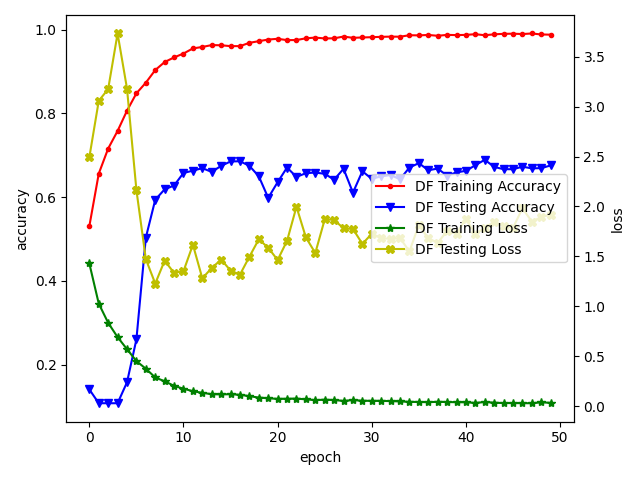 1.0
0.8
0.6
0.4
0.2
accuracy
0
10
20
30
40
50
epoch
3.5
3.0
2.5
2.0
1.5
1.0
0.5
0.0
loss
DF Training Accuracy
DF Testing Accuracy
DF Training Loss
DF Testing Loss